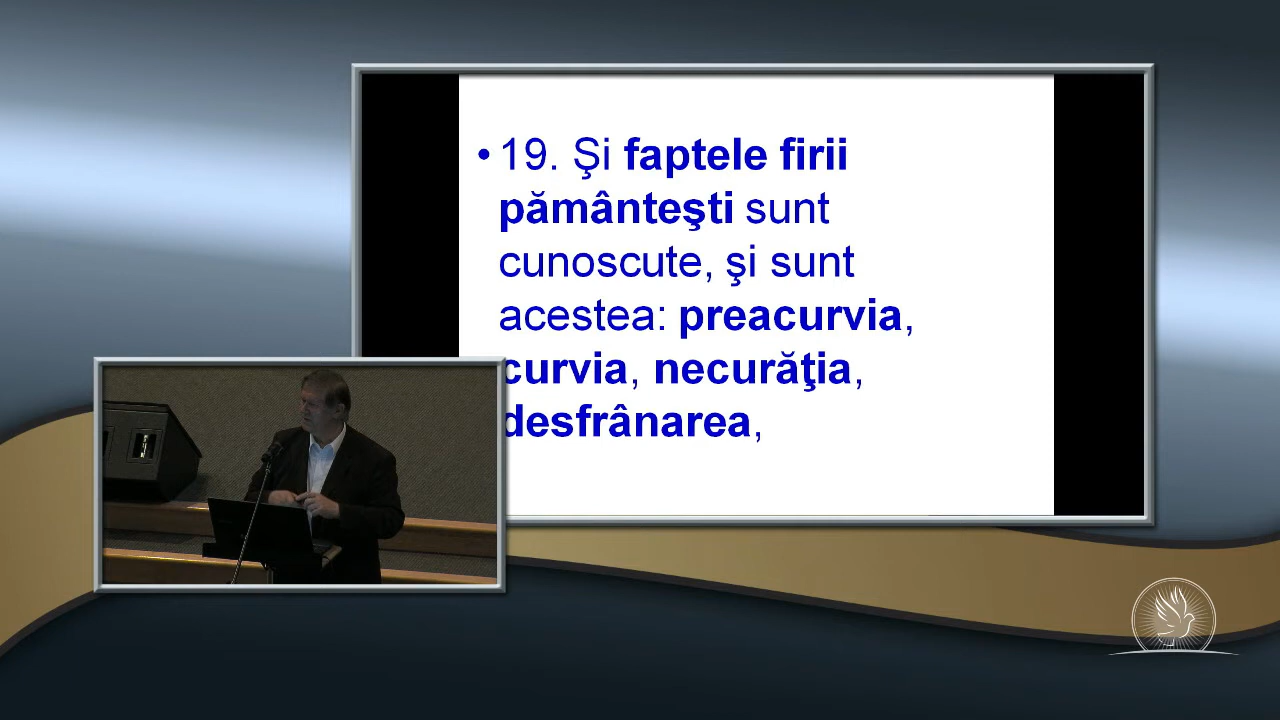 • 19. Şi faptele firii
pământeşti sunt
cunoscute, şi sunt
acestea: preacurvia,
curvia, necurăţia,
desfrânarea,